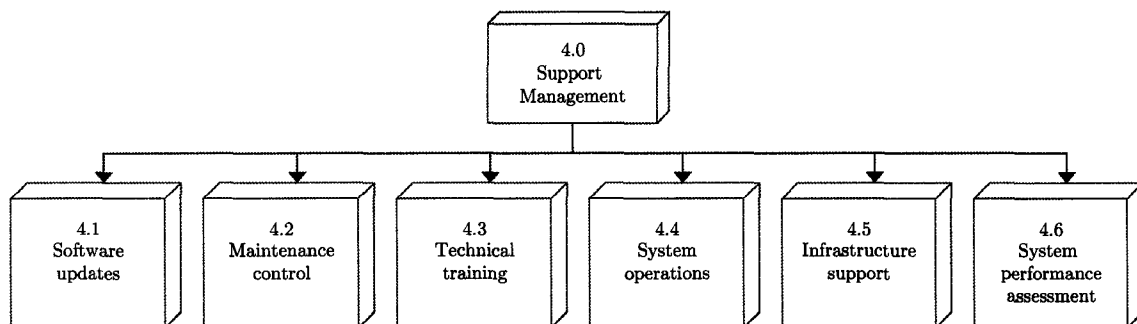 4.0
Support
Management
4.1
Software
updates
4.2
Maintenance
control
4.3
Technical
training
4.4
System
operations
4.5
Infrastructure
support
4.6
System
performance
assessment